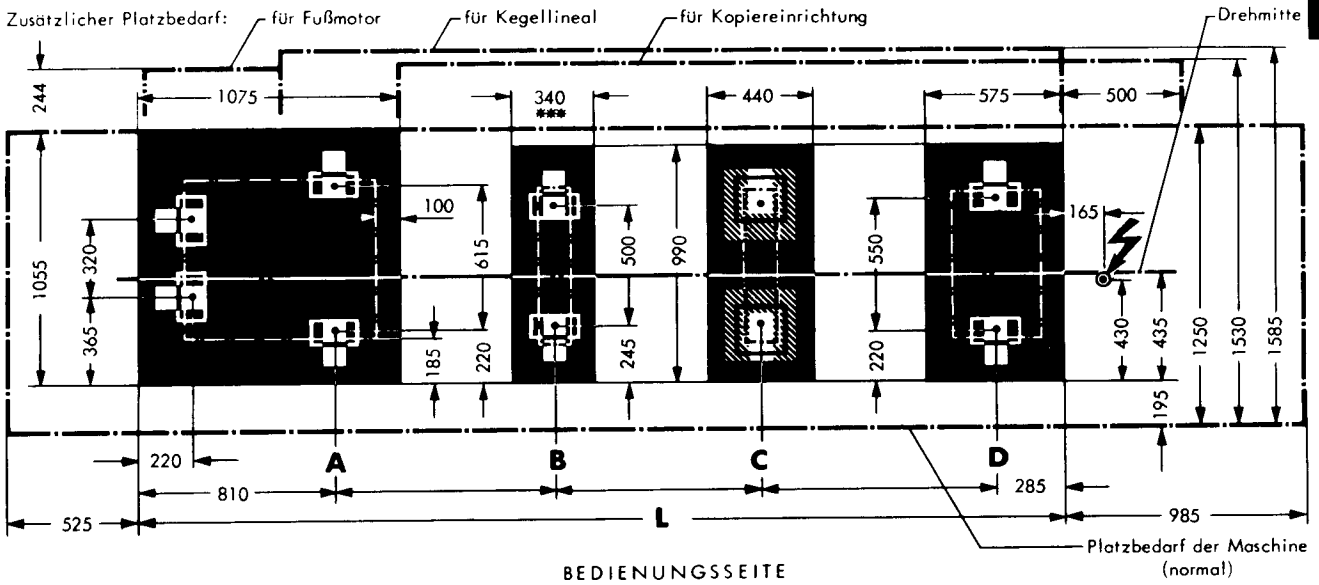 Zusätzlicher Platzbedarf:
für Fußmotor
für Kegellineal
für Kopiereinrichtung
Drehmitte
244
1075
340
***
440
575
500
1055
320
365
100
615
185
220
500
245
990
550
220
165
430
435
195
1250
1530
1585
220
A
B
C
D
810
285
525
L
985
Platzbedarf der Maschine
(normal)
BEDIENUNGSSEITE